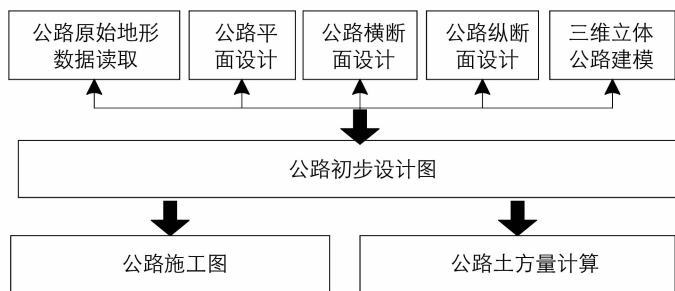 公路原始地形
数据读取
公路平
面设计
公路横断
面设计
公路纵断
面设计
三维立体
公路建模
公路初步设计图
公路施工图
公路土方量计算